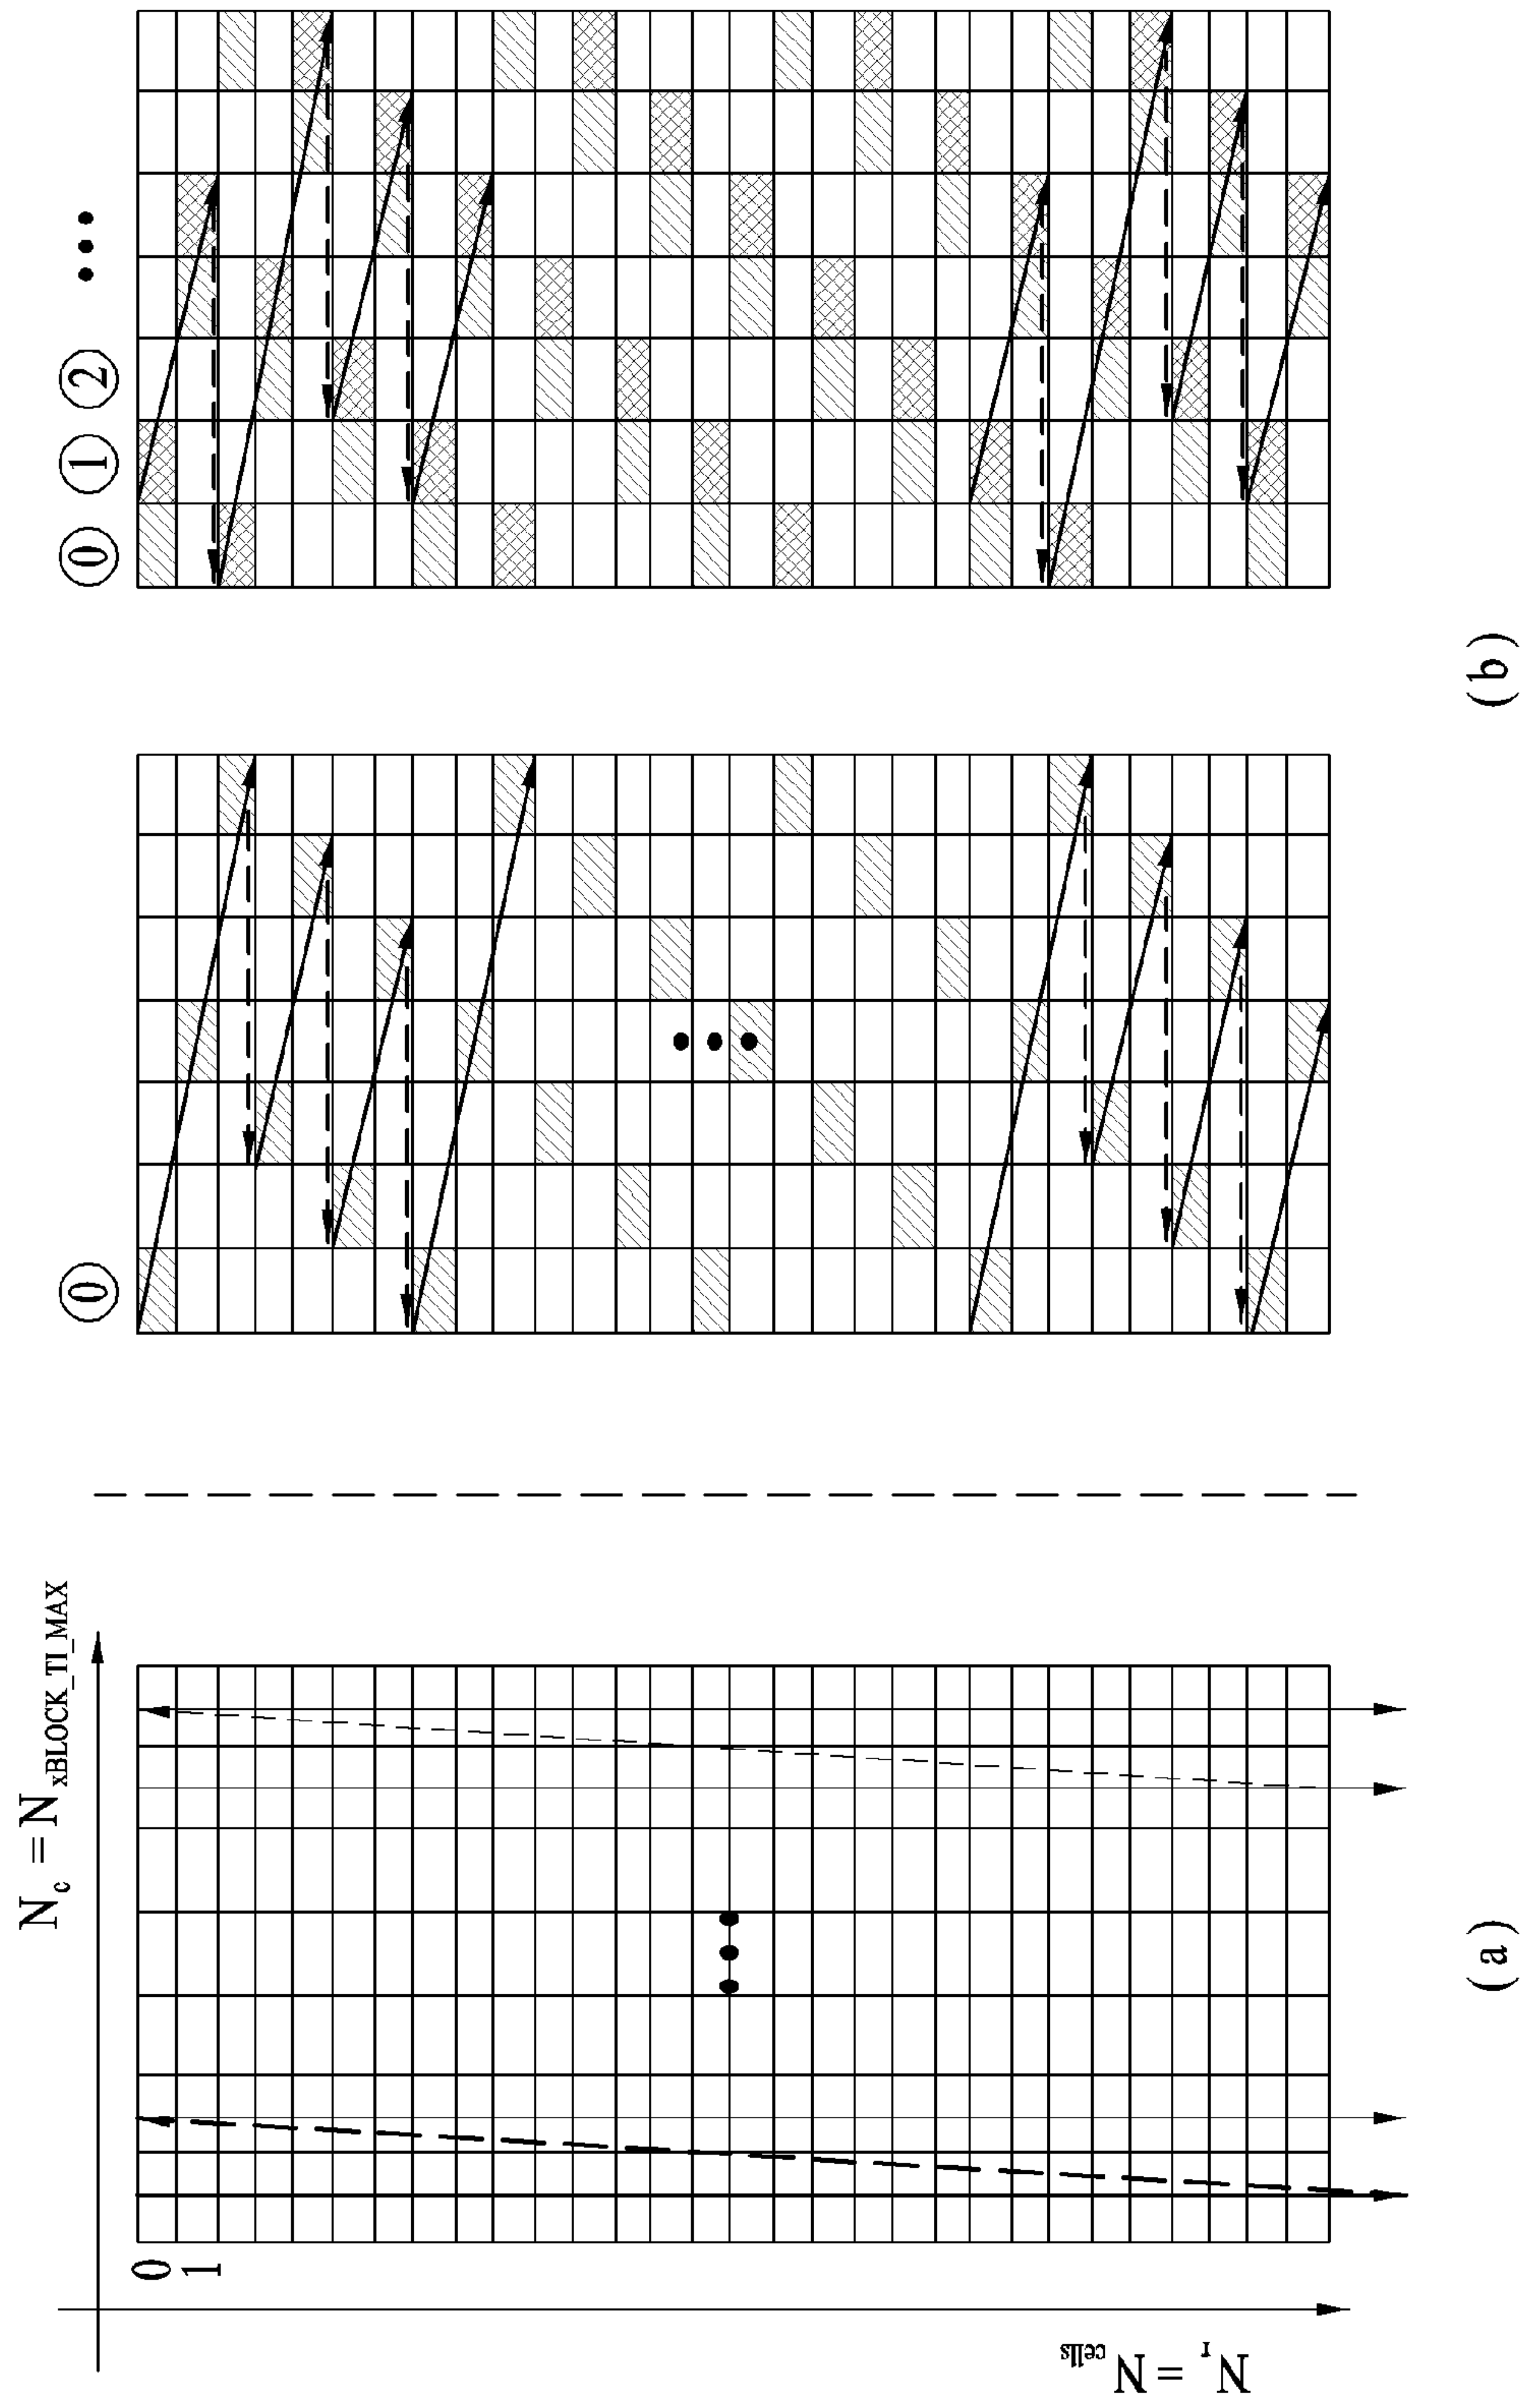 N_c = N_xBLOCK_TI_MAX
0
1
N_r = N_cells
(a)
0
0 1 2 •••
(b)